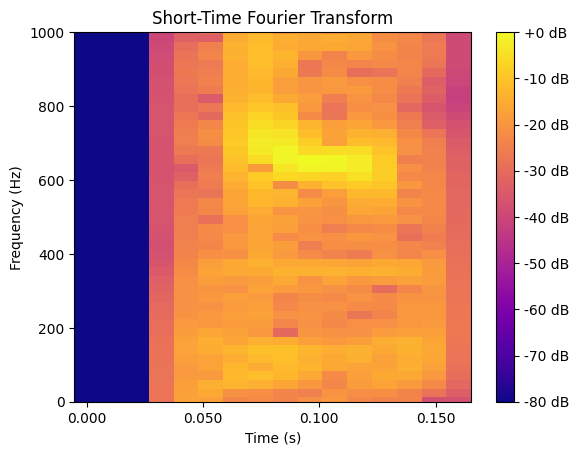 Short-Time Fourier Transform
1000
800
600
400
200
0
Frequency (Hz)
0.000
0.050
0.100
0.150
Time (s)
+0 dB
-10 dB
-20 dB
-30 dB
-40 dB
-50 dB
-60 dB
-70 dB
-80 dB